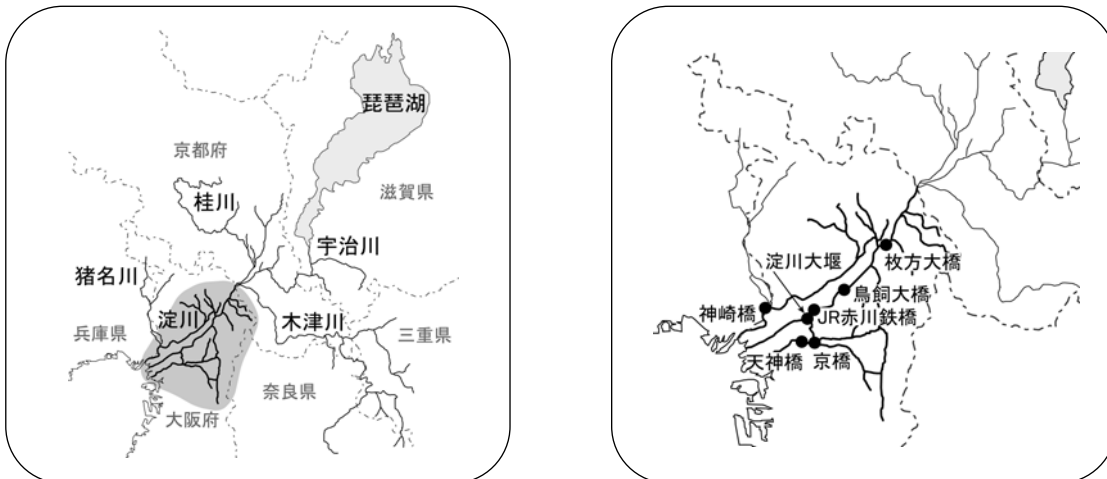 琵琶湖
京都府
滋賀県
桂川
宇治川
猪名川
淀川
木津川
兵庫県
三重県
奈良県
大阪府
淀川大堰
枚方大橋
鳥飼大橋
神崎橋
JR赤川鉄橋
天神橋
京橋